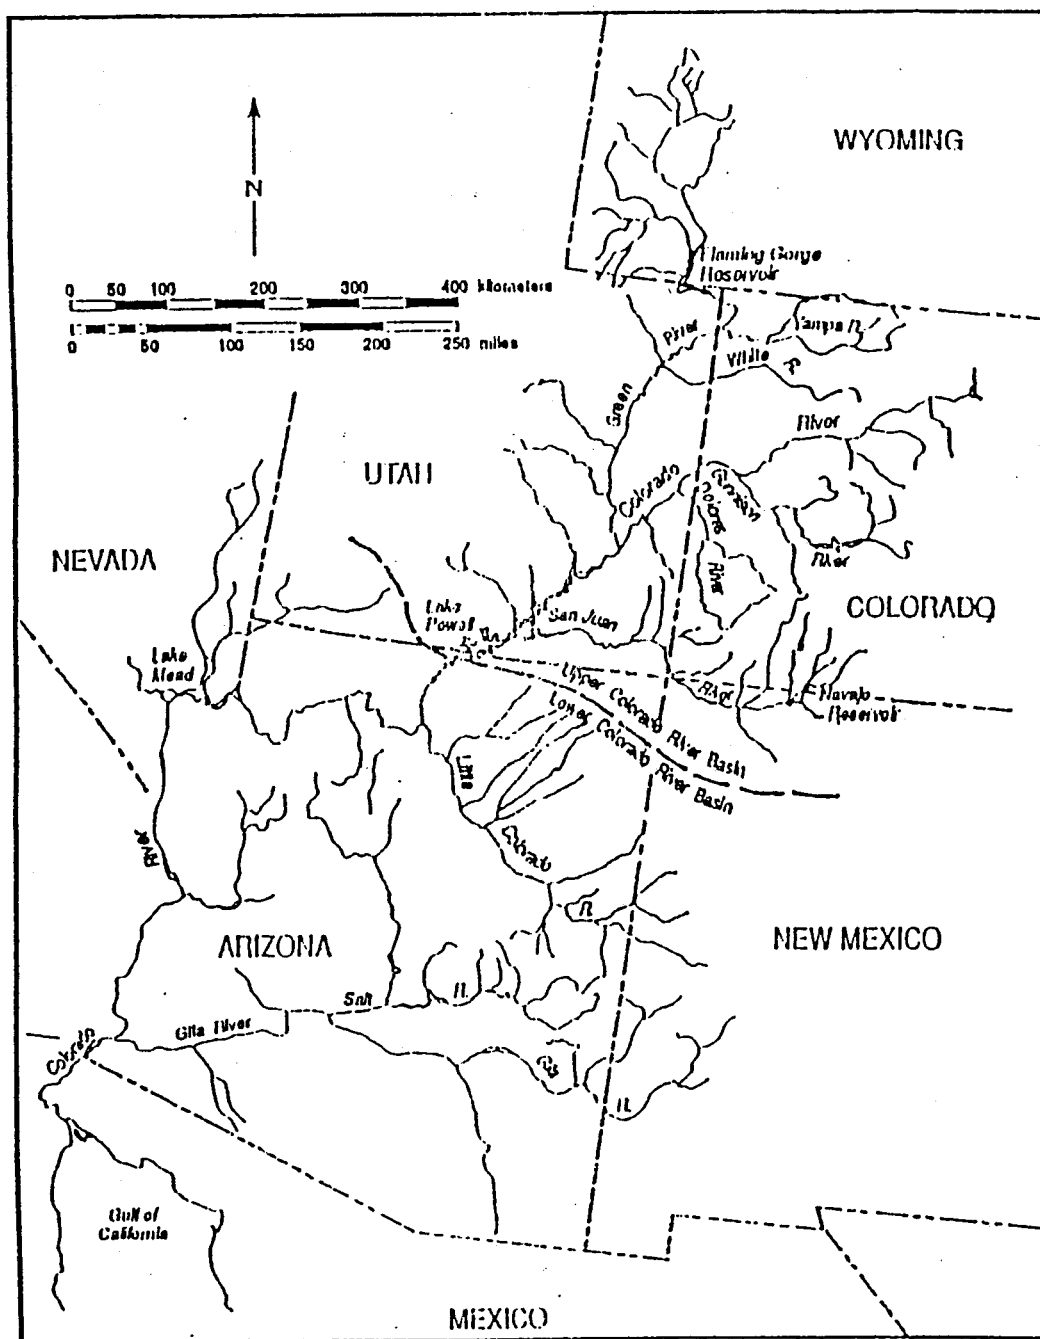 WYOMING
N
Flaming Gorge
Reservoir
0 50 100 200 300 400 kilometers
0 50 100 150 200 250 miles
River
Yampa R.
White
R.
Green
River
UTAH
Colorado
Gunnison
Dolores
River
River
NEVADA
COLORADO
Lake
Powell
San Juan
Lake
Mead
River
Navajo
Reservoir
Upper Colorado River Basin
Lower Colorado River Basin
Little
River
Colorado
R.
ARIZONA
NEW MEXICO
Salt
R.
Gila River
Colorado
Gila
R.
Gulf of
California
MEXICO